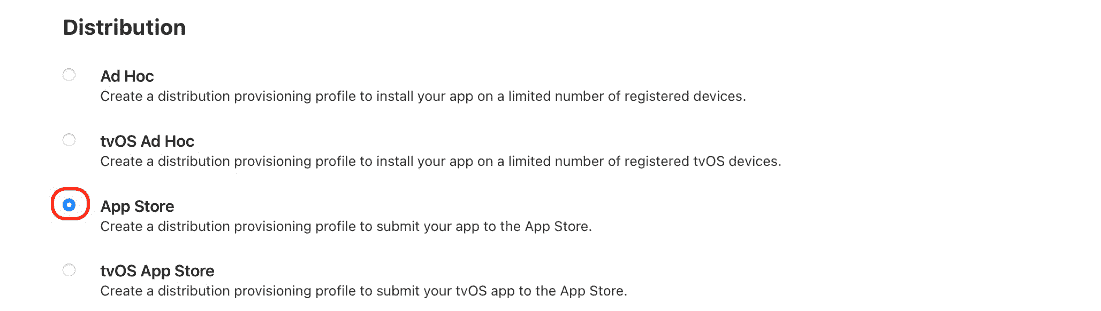 Distribution
Ad Hoc
Create a distribution provisioning profile to install your app on a limited number of registered devices.
tvOS Ad Hoc
Create a distribution provisioning profile to install your app on a limited number of registered tvOS devices.
App Store
Create a distribution provisioning profile to submit your app to the App Store.
tvOS App Store
Create a distribution provisioning profile to submit your tvOS app to the App Store.